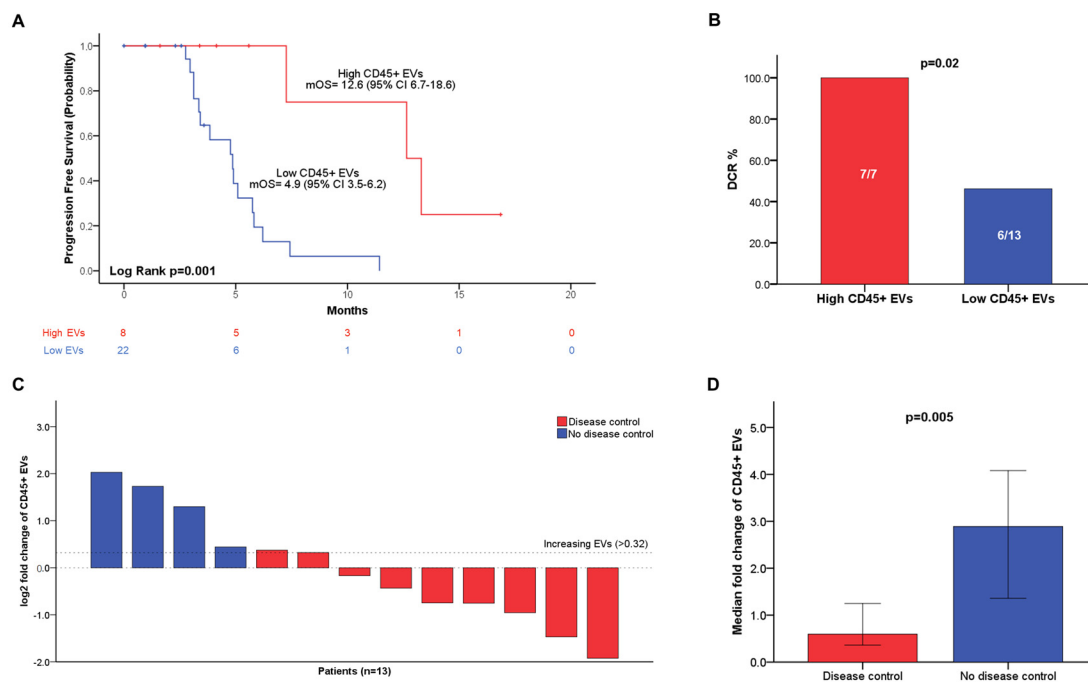 A
Progression Free Survival (Probability)
1.0
0.8
0.6
0.4
0.2
0.0
High CD45+ EVs
mOS= 12.6 (95% CI 6.7-18.6)
Low CD45+ EVs
mOS= 4.9 (95% CI 3.5-6.2)
Log Rank p=0.001
0 5 10 15 20
Months
High EVs 8 5 3 1 0
Low EVs 22 6 1 0 0
B
p=0.02
DCR %
100.0
80.0
60.0
40.0
20.0
0.0
7/7
6/13
High CD45+ EVs Low CD45+ EVs
C
log2 fold change of CD45+ EVs
3.0
2.0
1.0
0.0
-1.0
-2.0
Disease control
No disease control
Increasing EVs (>0.32)
Patients (n=13)
D
p=0.005
Median fold change of CD45+ EVs
5.0
4.0
3.0
2.0
1.0
0.0
Disease control No disease control